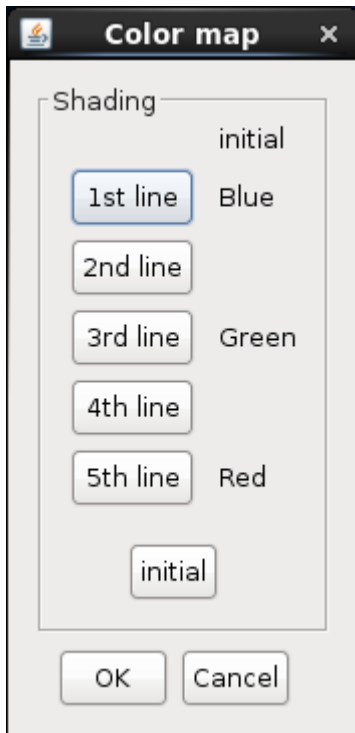 Color map
Shading
initial
1st line Blue
2nd line
3rd line Green
4th line
5th line Red
initial
OK Cancel